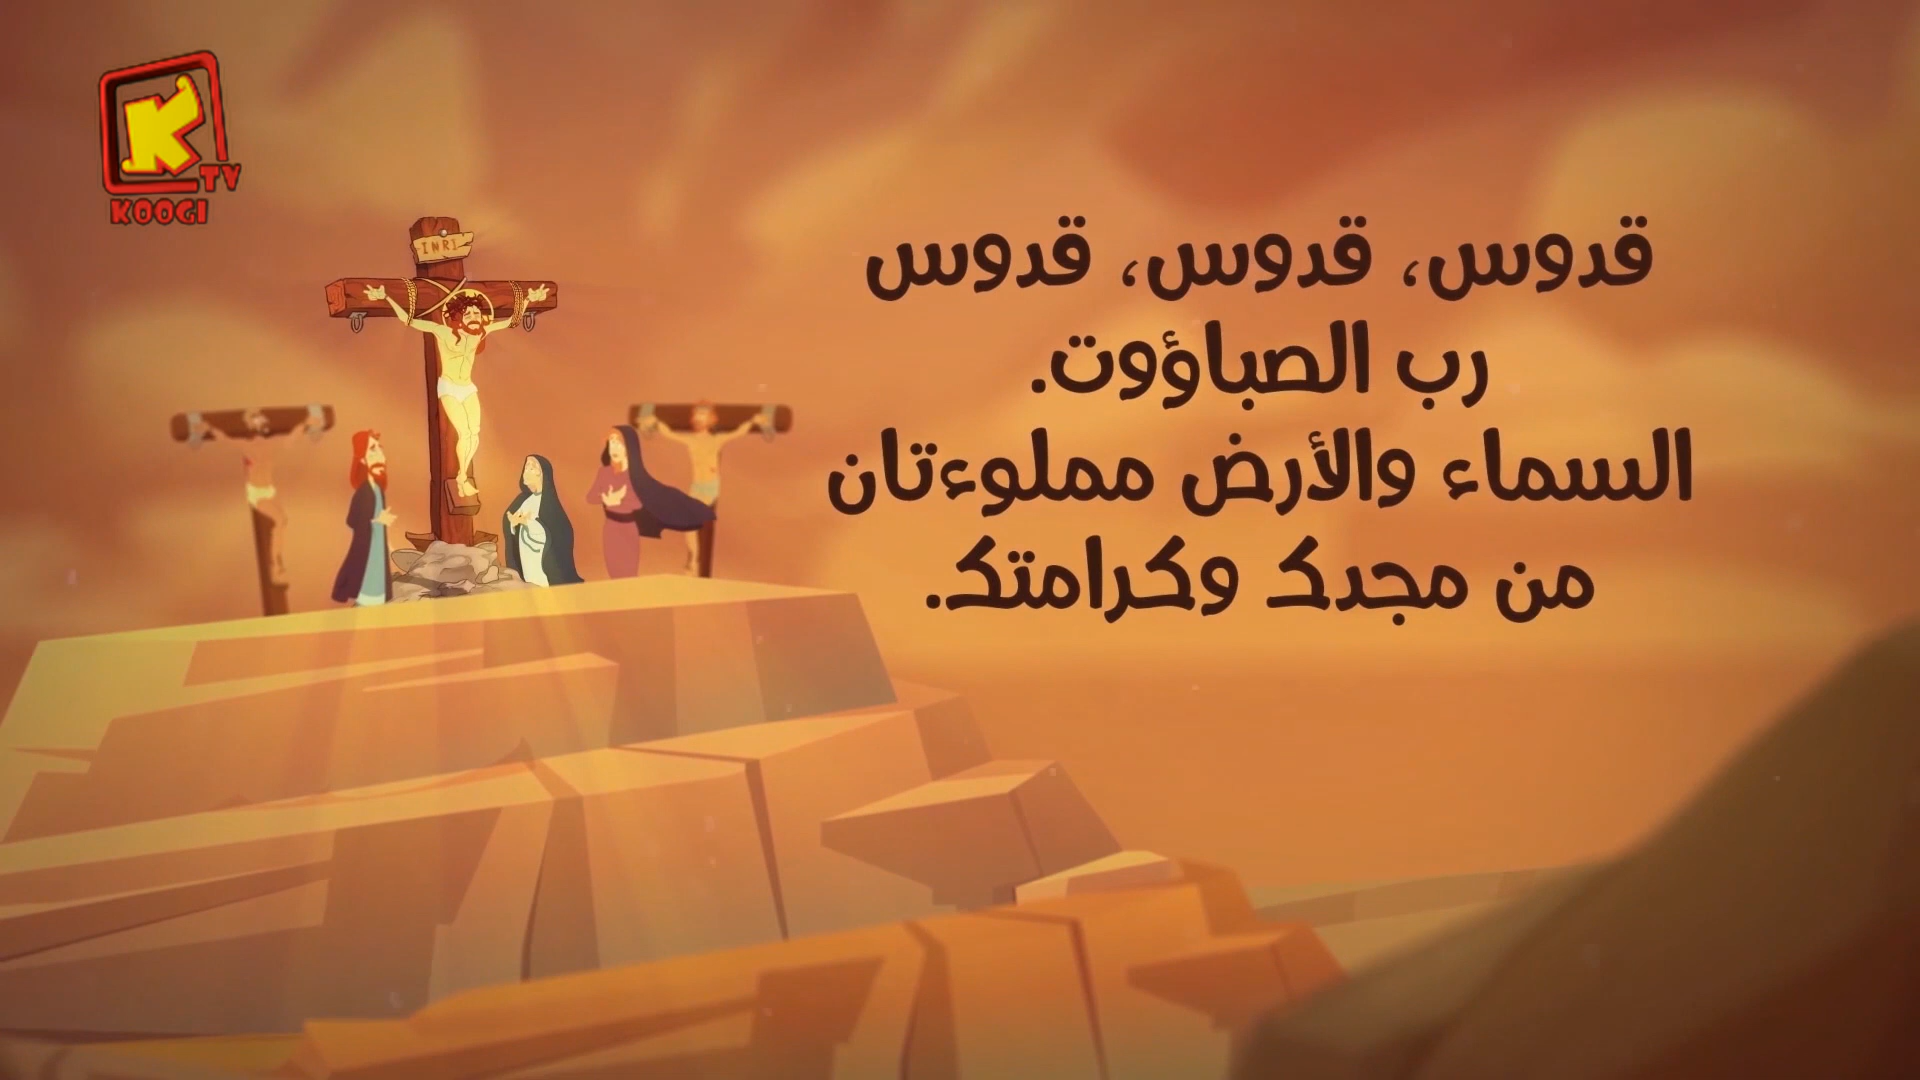 K
TV
KOOGI
INRI
قدوس، قدوس، قدوس
رب الصباؤوت.
السماء والأرض مملوءتان
من مجدك وكرامتك.